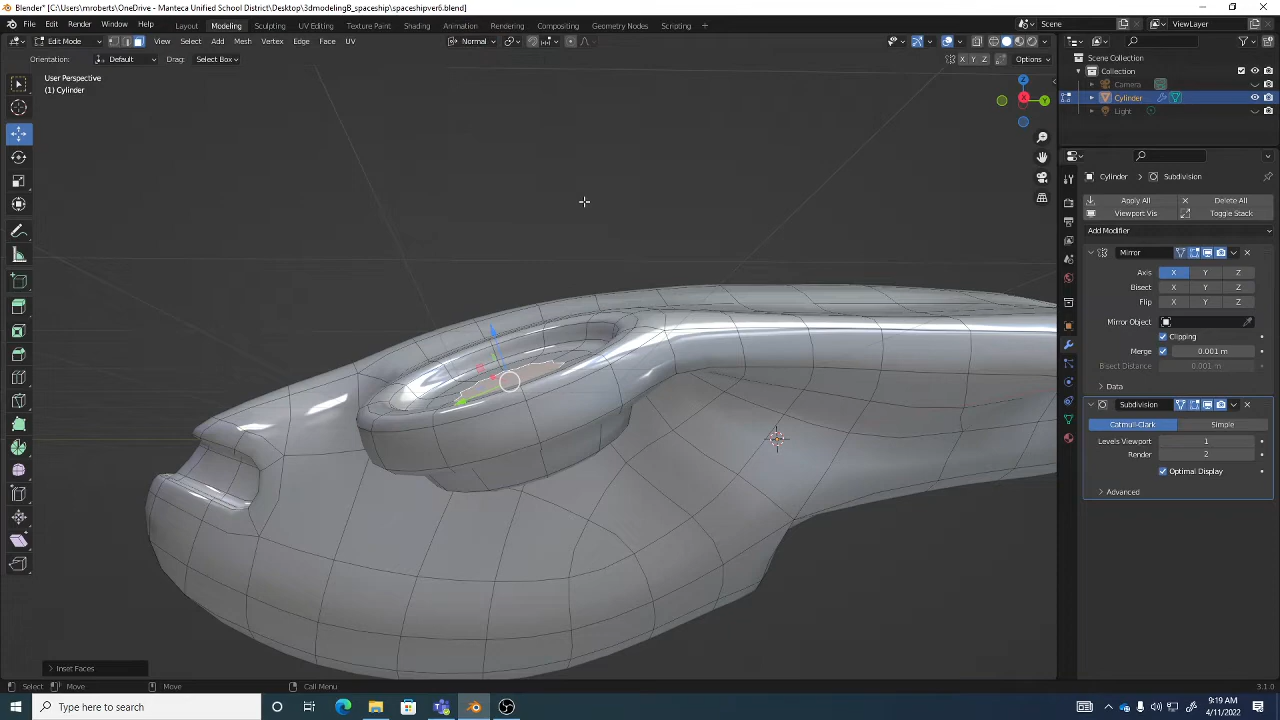 Blender* [C:\Users\mroberts\OneDrive - Manteca Unified School District\Desktop\3dmodeling8_spaceship\spaceshipver6.blend]
File Edit Render Window Help Layout Modeling Sculpting UV Editing Texture Paint Shading Animation Rendering Compositing Geometry Nodes Scripting + Scene ViewLayer
Edit Mode View Select Add Mesh Vertex Edge Face UV Normal
Orientation: Default Drag: Select Box X Y Z Options
User Perspective
(1) Cylinder
Z
X
Y
Scene Collection
Collection
Camera
Cylinder
Light
Cylinder Subdivision
Apply All Delete All
Viewport Vis Toggle Stack
Add Modifier
Mirror
Axis X Y Z
Bisect X Y Z
Flip X Y Z
Mirror Object
Clipping
Merge 0.001 m
Bisect Distance 0.001 m
Data
Subdivision
Catmull-Clark Simple
Levels Viewport 1
Render 2
Optimal Display
Advanced
Inset Faces
Select Move Move Call Menu 3.1.0
Type here to search
9:19 AM
4/11/2022